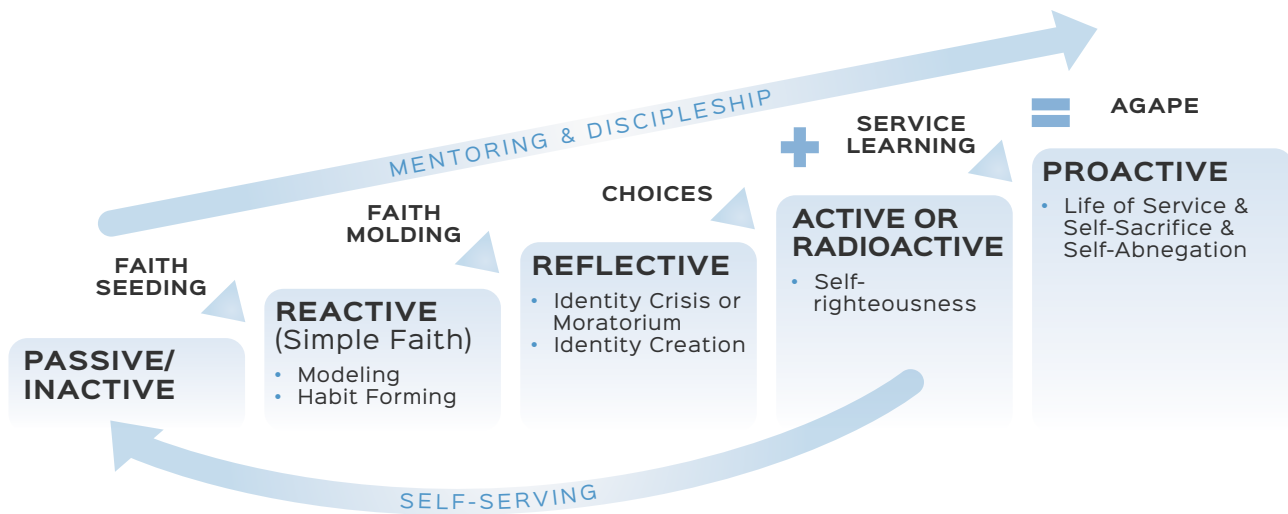 MENTORING & DISCIPLESHIP
FAITH
SEEDING
FAITH
MOLDING
CHOICES
+
SERVICE
LEARNING
=
AGAPE
PASSIVE/
INACTIVE
REACTIVE
(Simple Faith)
• Modeling
• Habit Forming
REFLECTIVE
• Identity Crisis or
Moratorium
• Identity Creation
ACTIVE OR
RADIOACTIVE
• Self-
righteousness
PROACTIVE
• Life of Service &
Self-Sacrifice &
Self-Abnegation
SELF-SERVING